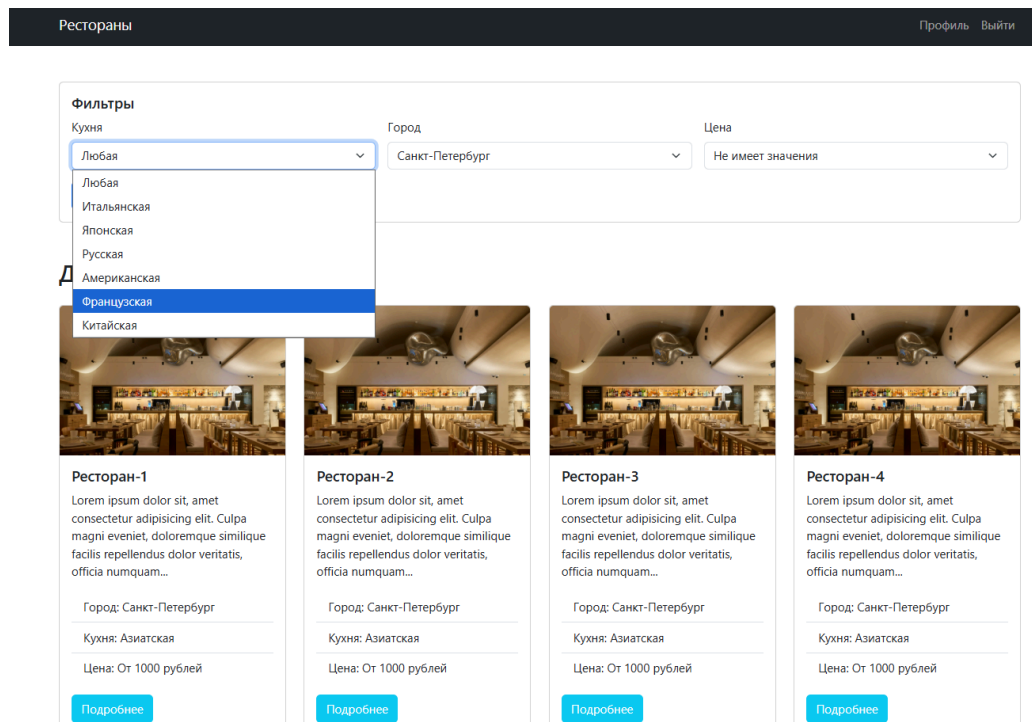 Рестораны
Профиль Выйти
Фильтры
Кухня
Город
Цена
Любая
Санкт-Петербург
Не имеет значения
Любая
Итальянская
Японская
Русская
Американская
Французская
Китайская
Ресторан-1
Lorem ipsum dolor sit, amet
consectetur adipisicing elit. Culpa
magni eveniet, doloremque similique
facilis repellendus dolor veritatis,
officia numquam...
Город: Санкт-Петербург
Кухня: Азиатская
Цена: От 1000 рублей
Подробнее
Ресторан-2
Lorem ipsum dolor sit, amet
consectetur adipisicing elit. Culpa
magni eveniet, doloremque similique
facilis repellendus dolor veritatis,
officia numquam...
Город: Санкт-Петербург
Кухня: Азиатская
Цена: От 1000 рублей
Подробнее
Ресторан-3
Lorem ipsum dolor sit, amet
consectetur adipisicing elit. Culpa
magni eveniet, doloremque similique
facilis repellendus dolor veritatis,
officia numquam...
Город: Санкт-Петербург
Кухня: Азиатская
Цена: От 1000 рублей
Подробнее
Ресторан-4
Lorem ipsum dolor sit, amet
consectetur adipisicing elit. Culpa
magni eveniet, doloremque similique
facilis repellendus dolor veritatis,
officia numquam...
Город: Санкт-Петербург
Кухня: Азиатская
Цена: От 1000 рублей
Подробнее